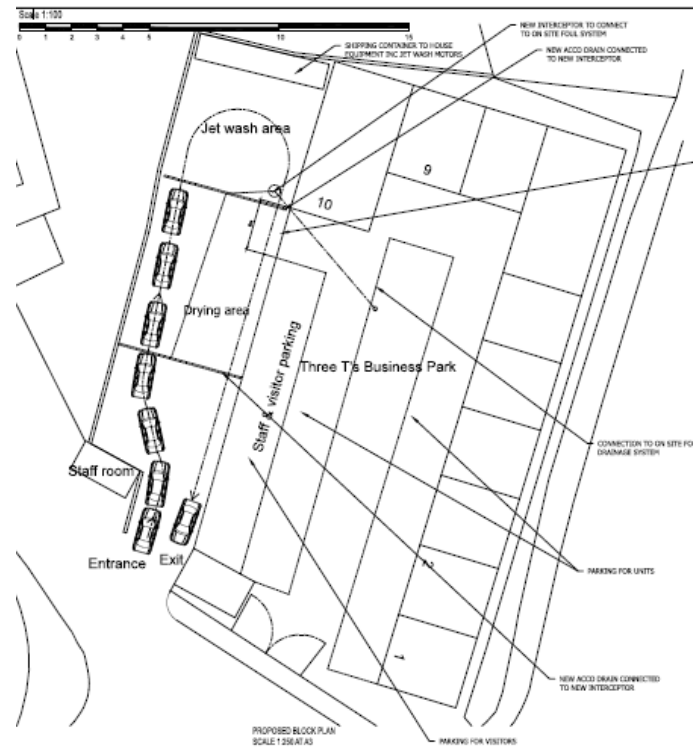 Scale 1:100
0 1 2 3 4 5 10 15
NEW INTERCEPTOR TO CONNECT
TO ON SITE FOUL SYSTEM
SHIPPING CONTAINER TO HOUSE
EQUIPMENT INC JET WASH MOTORS
NEW ACCO DRAIN CONNECTED
TO NEW INTERCEPTOR
Jet wash area
9
10
Drying area
Three T's Business Park
Staff & visitor parking
CONNECTION TO ON SITE FO
DRAINAGE SYSTEM
Staff room
Entrance
Exit
PARKING FOR UNITS
2
1
NEW ACCO DRAIN CONNECTED
TO NEW INTERCEPTOR
PROPOSED BLOCK PLAN
SCALE 1:250 AT A3
PARKING FOR VISITORS